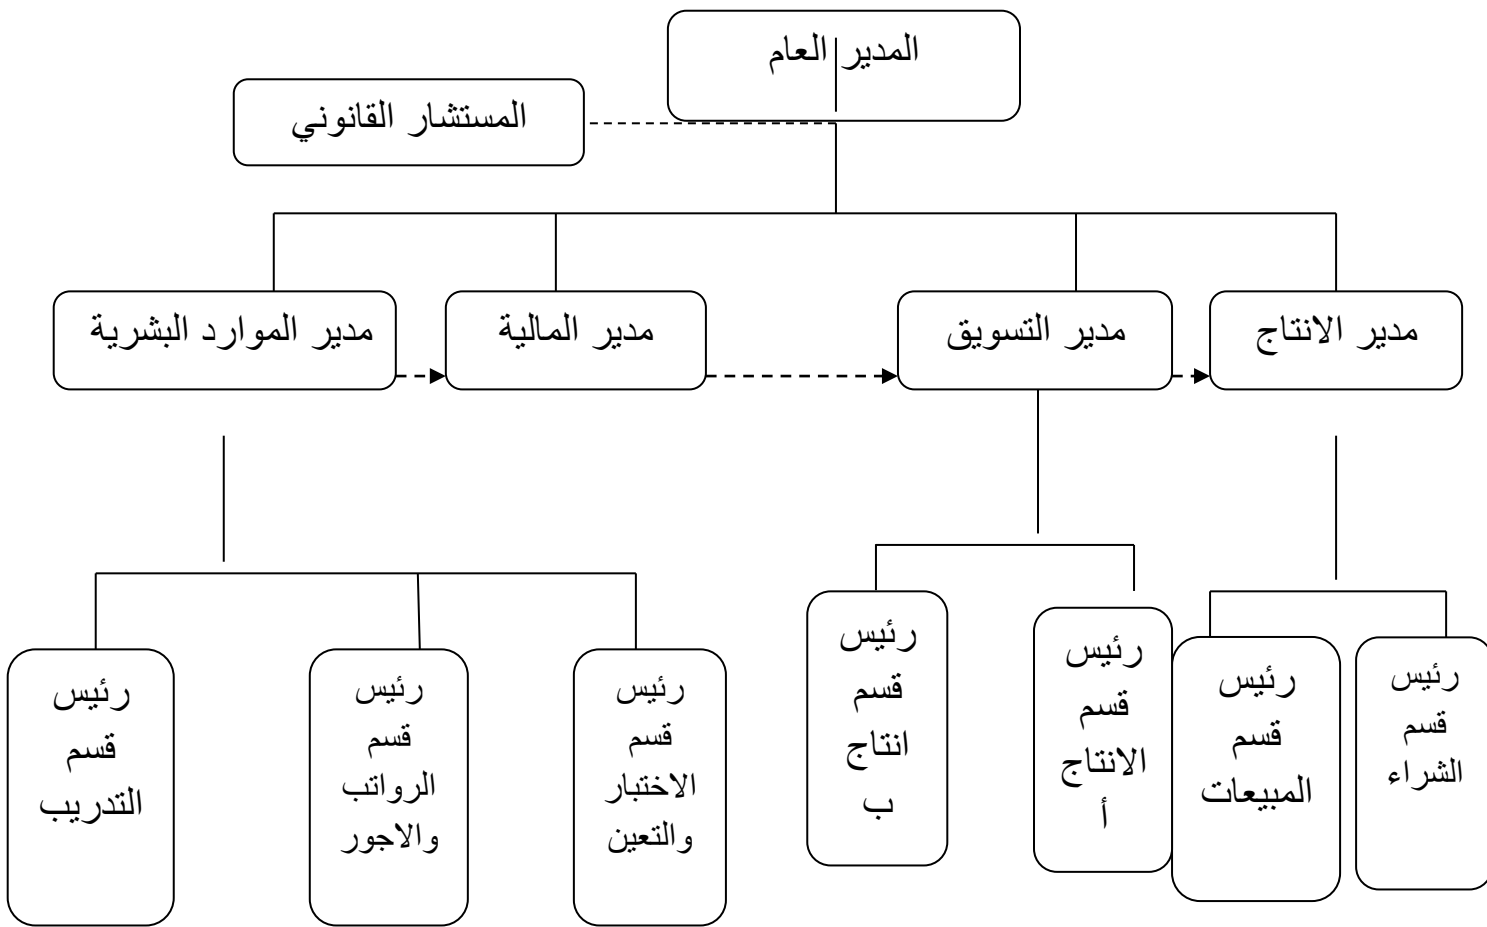 المدير العام
المستشار القانوني
مدير الانتاج
مدير التسويق
مدير المالية
مدير الموارد البشرية
رئيس
قسم
الشراء
رئيس
قسم
المبيعات
رئيس
قسم
الانتاج
أ
رئيس
قسم
انتاج
ب
رئيس
قسم
الاختبار
والتعين
رئيس
قسم
الرواتب
والاجور
رئيس
قسم
التدريب